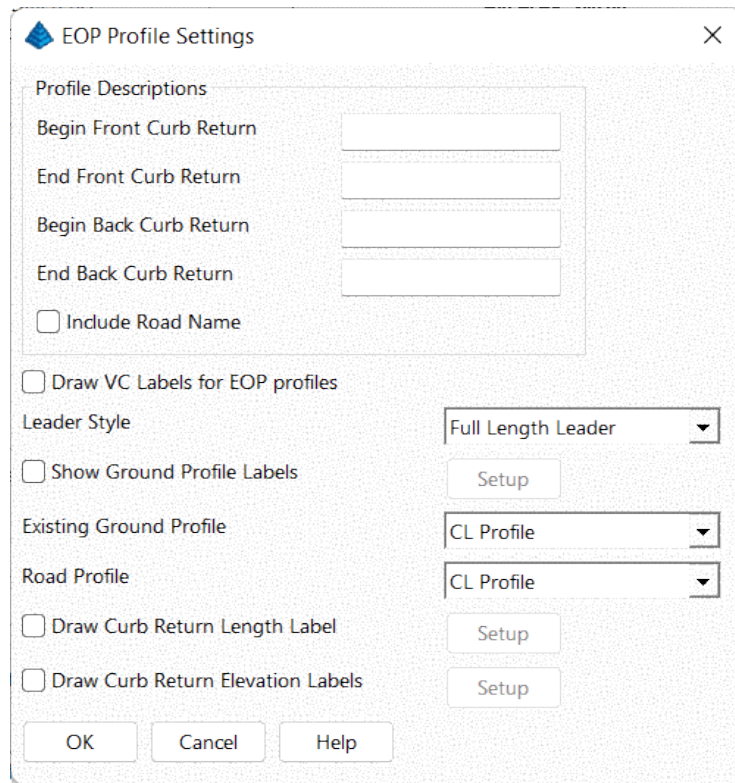 EOP Profile Settings
Profile Descriptions
Begin Front Curb Return
End Front Curb Return
Begin Back Curb Return
End Back Curb Return
Include Road Name
Draw VC Labels for EOP profiles
Leader Style Full Length Leader
Show Ground Profile Labels Setup
Existing Ground Profile CL Profile
Road Profile CL Profile
Draw Curb Return Length Label Setup
Draw Curb Return Elevation Labels Setup
OK Cancel Help